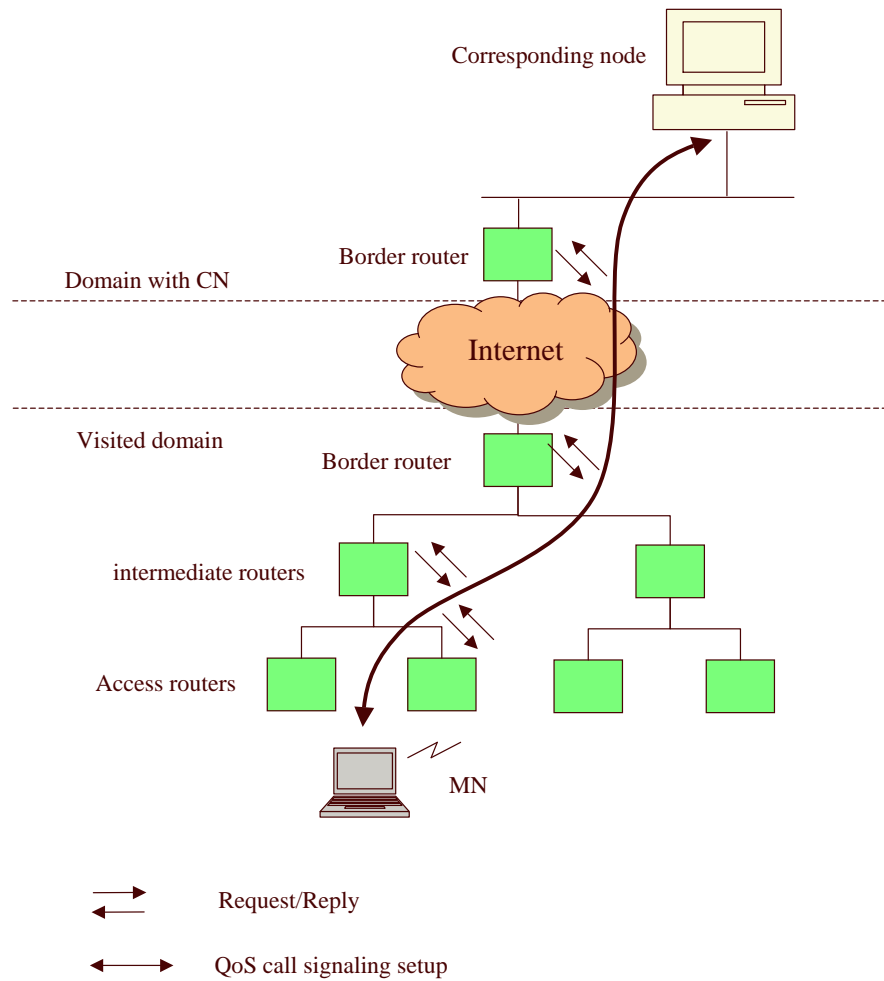 Corresponding node
Border router
Domain with CN
Internet
Visited domain
Border router
intermediate routers
Access routers
MN
Request/Reply
QoS call signaling setup